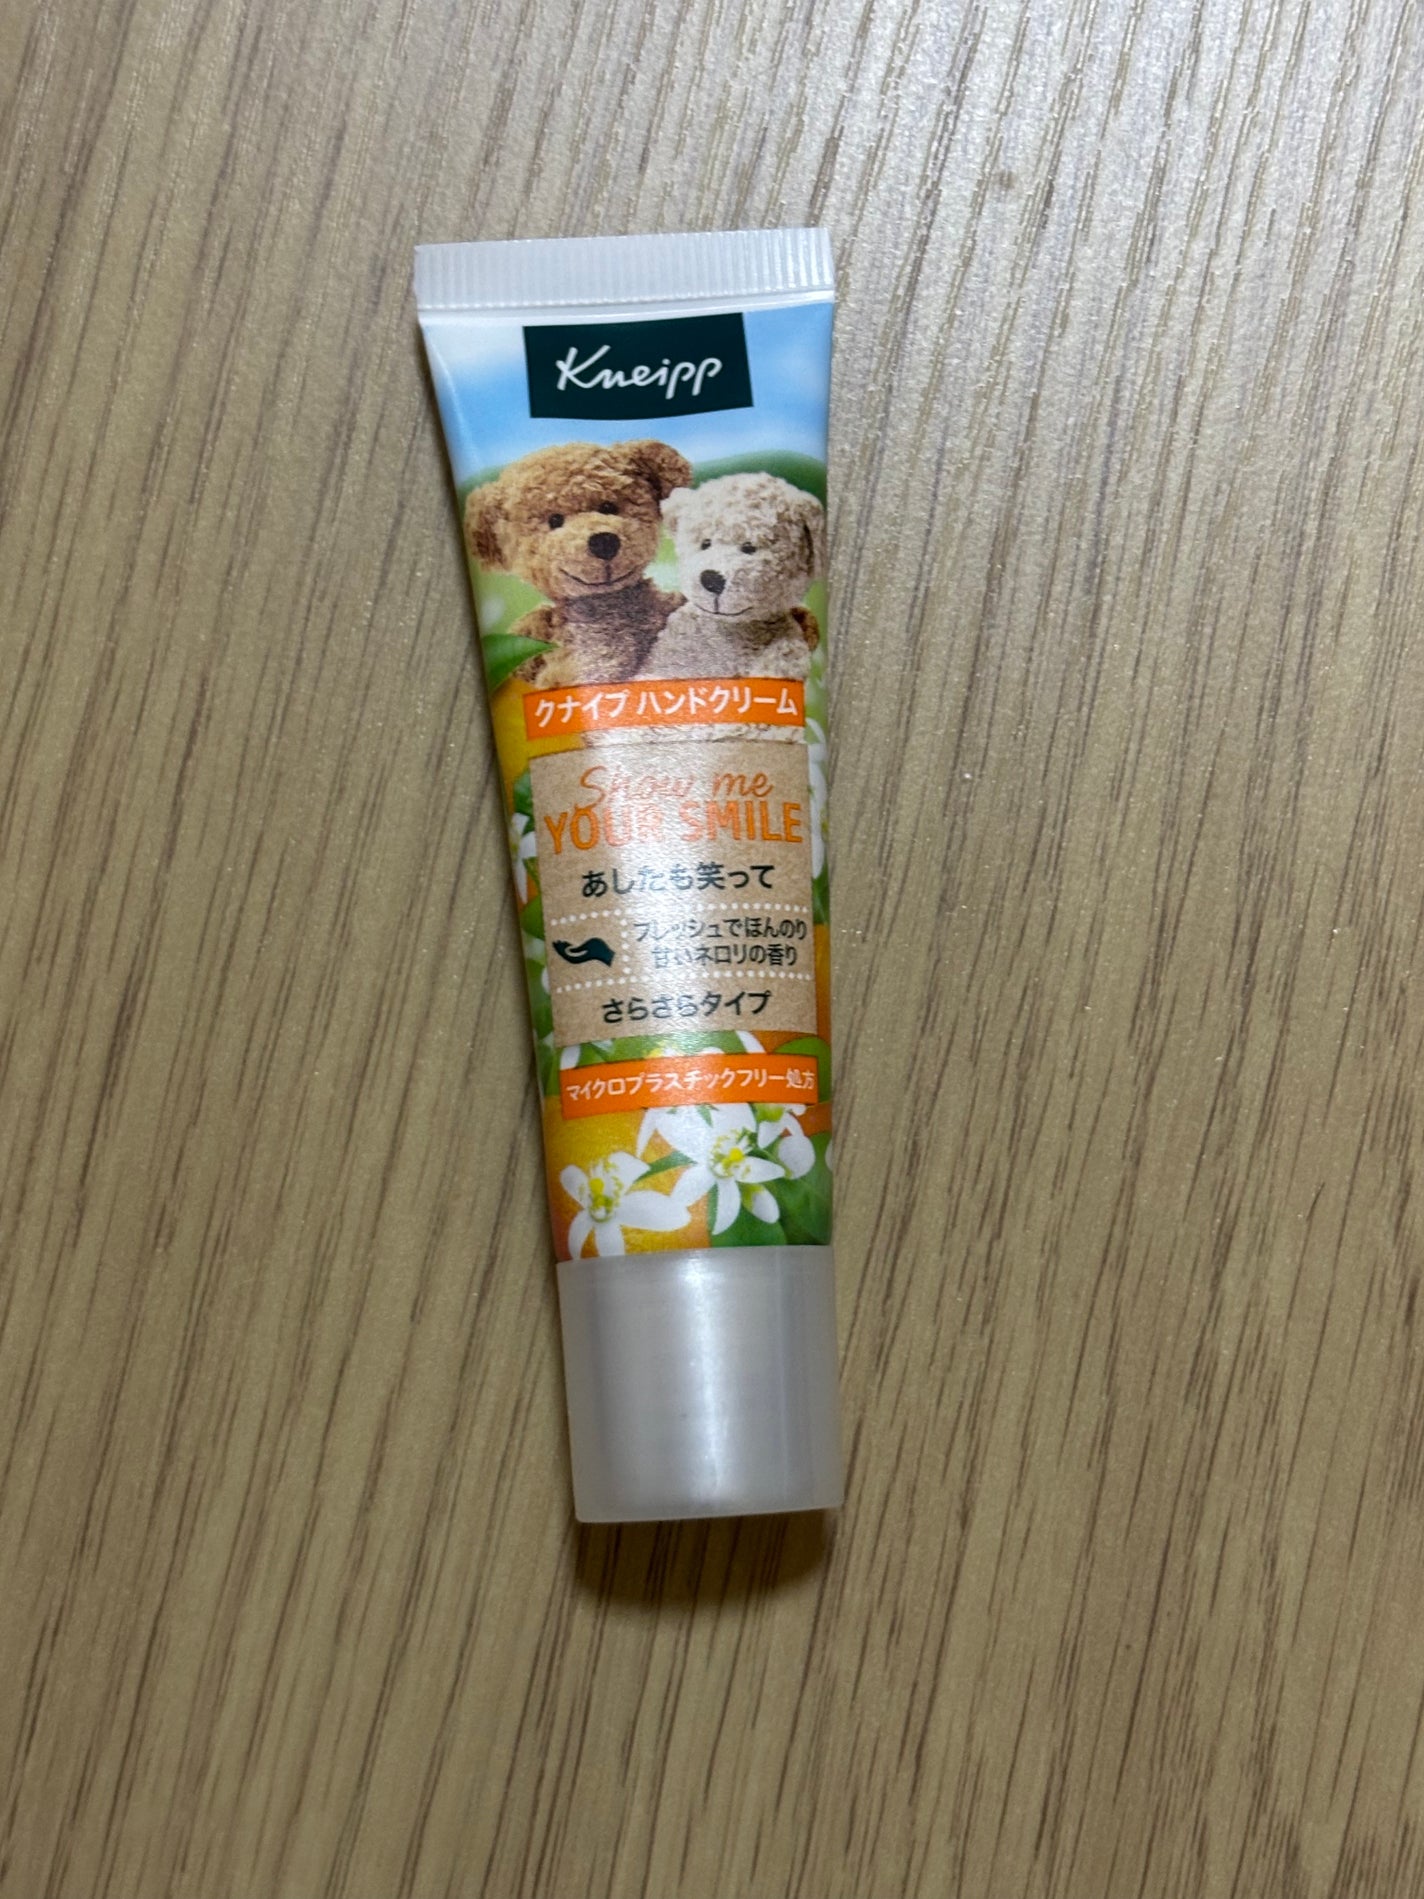 Kneipp
クナイプ ハンドクリーム
Show me
YOUR SMILE
あしたも笑って
フレッシュでほんのり
甘いネロリの香り
さらさらタイプ
マイクロプラスチックフリー処方